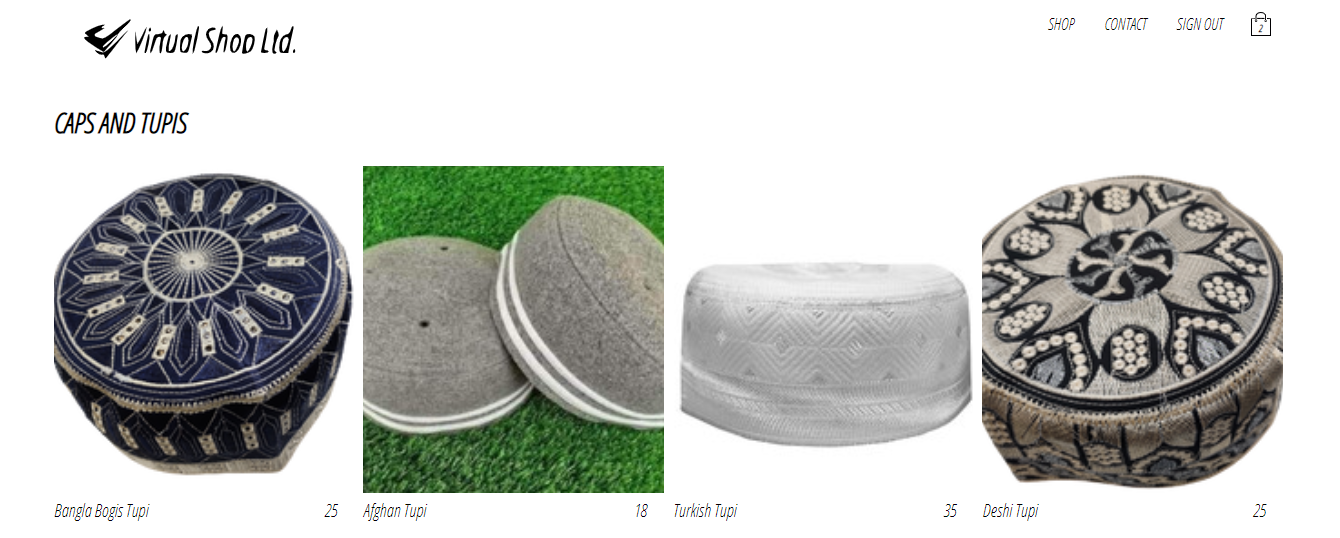 Virtual Shop Ltd.
SHOP CONTACT SIGN OUT 2
CAPS AND TUPIS
Bangla Bogis Tupi 25 Afghan Tupi 18 Turkish Tupi 35 Deshi Tupi 25